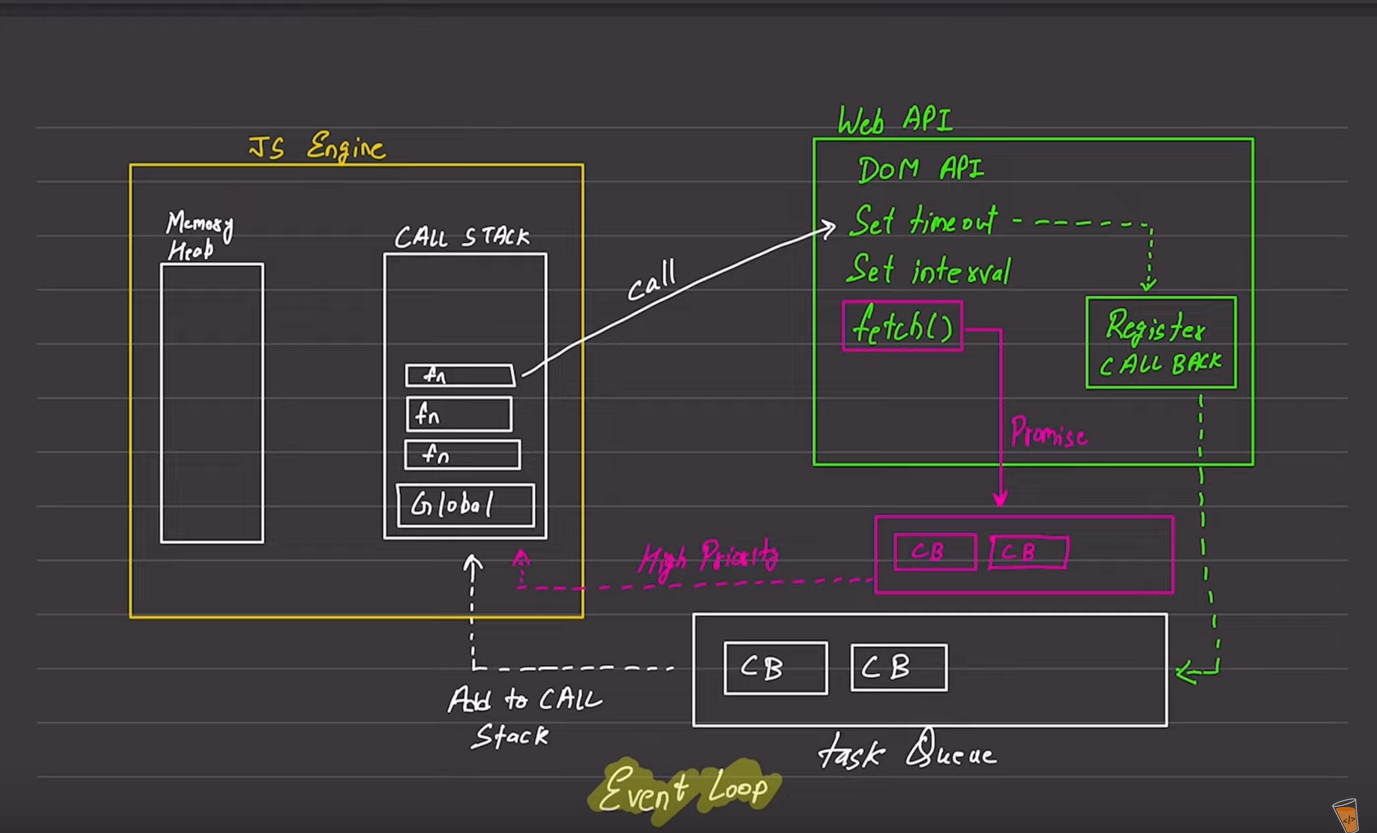 JS Engine
Memory
Heap
CALL STACK
fn
fn
fn
Global
call
Web API
DOM API
Set timeout
Set interval
fetch()
Register
CALL BACK
Promise
CB CB
High Priority
CB CB
Add to CALL
Stack
task Queue
Event Loop
<//>